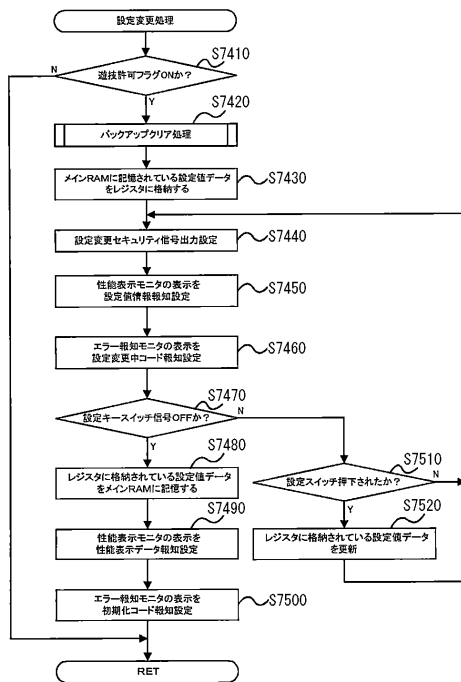 設定変更処理
S7410
遊技許可フラグONか？
N
Y
S7420
バックアップクリア処理
メインRAMに記憶されている設定値データ
をレジスタに格納する
S7430
設定変更セキュリティ信号出力設定
S7440
性能表示モニタの表示を
設定値情報報知設定
S7450
エラー報知モニタの表示を
設定変更中コード報知設定
S7460
S7470
設定キースイッチ信号OFFか？
N
Y
S7480
レジスタに格納されている設定値データ
をメインRAMに記憶する
S7510
設定スイッチ押下されたか？
N
Y
S7490
性能表示モニタの表示を
性能表示データ報知設定
S7520
レジスタに格納されている設定値データ
を更新
エラー報知モニタの表示を
初期化コード報知設定
S7500
RET